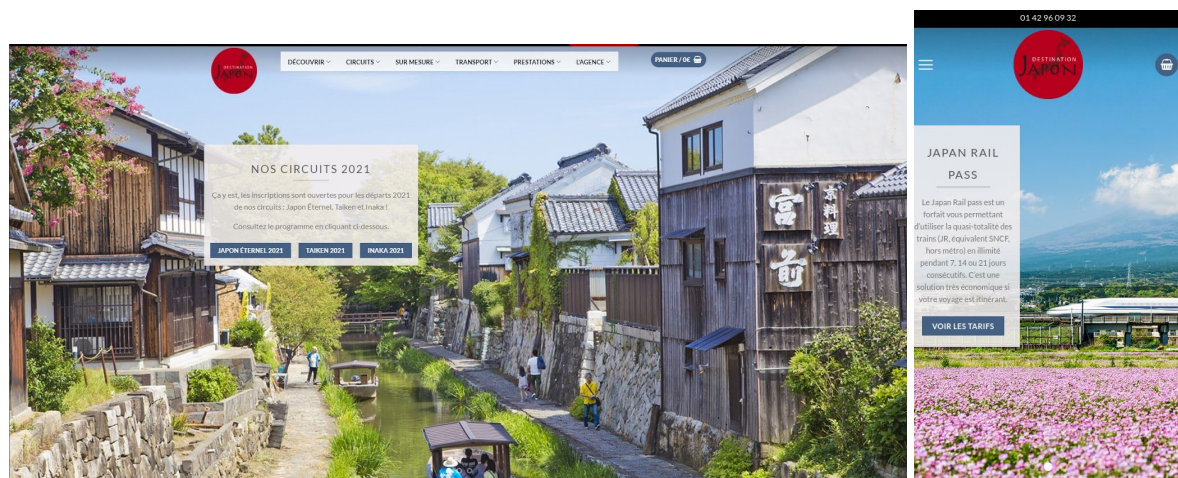 DESTINATION
JAPON
DÉCOUVRIR
CIRCUITS
SUR MESURE
TRANSPORT
PRESTATIONS
L'AGENCE
PANIER / 0€
NOS CIRCUITS 2021
Ça y est, les inscriptions sont ouvertes pour les départs 2021
de nos circuits : Japon Éternel, Taiken et Inaka !
Consultez le programme en cliquant ci-dessous.
JAPON ÉTERNEL 2021
TAIKEN 2021
INAKA 2021
宮前
京料理
01 42 96 09 32
DESTINATION
JAPON
JAPAN RAIL
PASS
Le Japan Rail pass est un
forfait vous permettant
d'utiliser la quasi-totalité des
trains (JR, équivalent SNCF,
hors métro) en illimité
pendant 7, 14 ou 21 jours
consécutifs. C'est une
solution très économique si
votre voyage est itinérant.
VOIR LES TARIFS